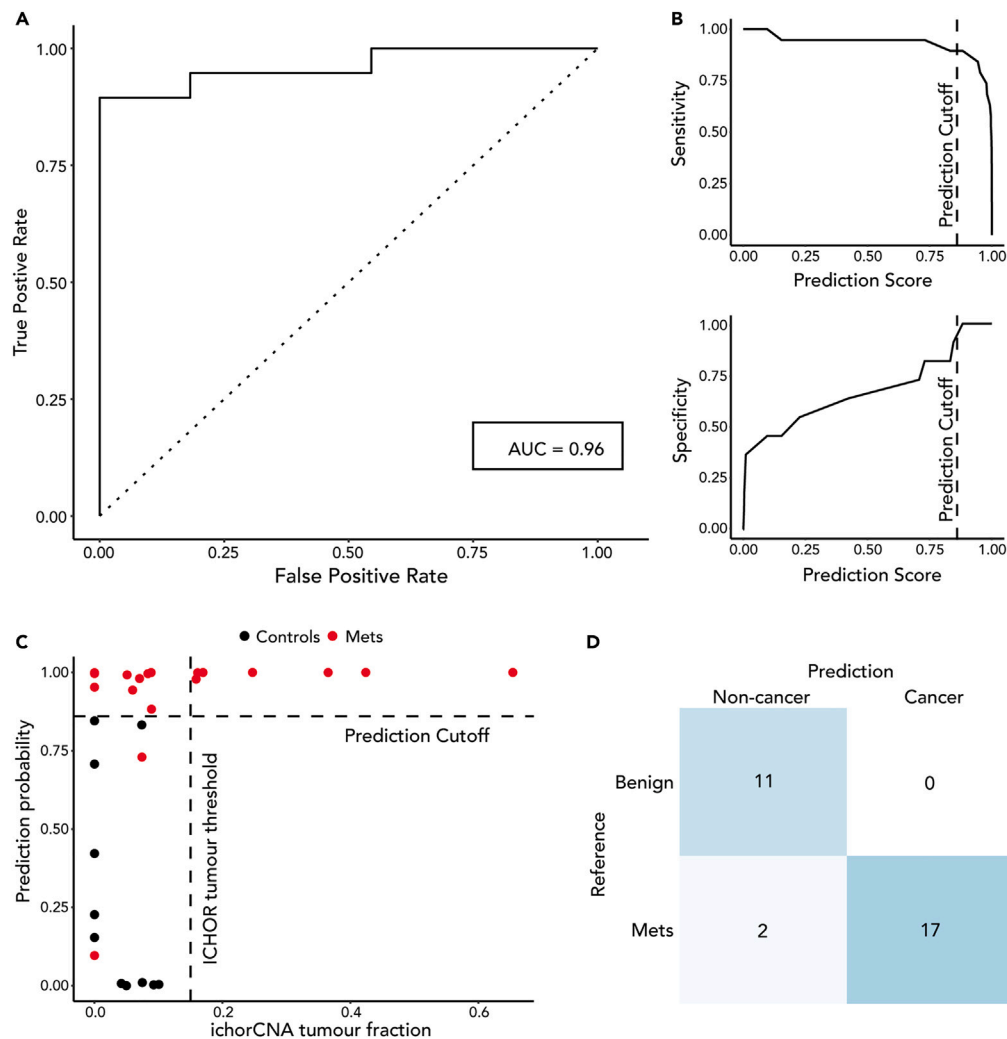 A
True Postive Rate
1.00
0.75
0.50
0.25
0.00
0.00 0.25 0.50 0.75 1.00
False Positive Rate
AUC = 0.96
B
Sensitivity
1.00
0.75
0.50
0.25
0.00
Prediction Cutoff
0.00 0.25 0.50 0.75 1.00
Prediction Score
Specificity
1.00
0.75
0.50
0.25
0.00
Prediction Cutoff
0.00 0.25 0.50 0.75 1.00
Prediction Score
C
Controls Mets
Prediction probability
1.00
0.75
0.50
0.25
0.00
Prediction Cutoff
ICHOR tumour threshold
0.0 0.2 0.4 0.6
ichorCNA tumour fraction
D
Prediction
Non-cancer Cancer
Reference
Benign 11 0
Mets 2 17